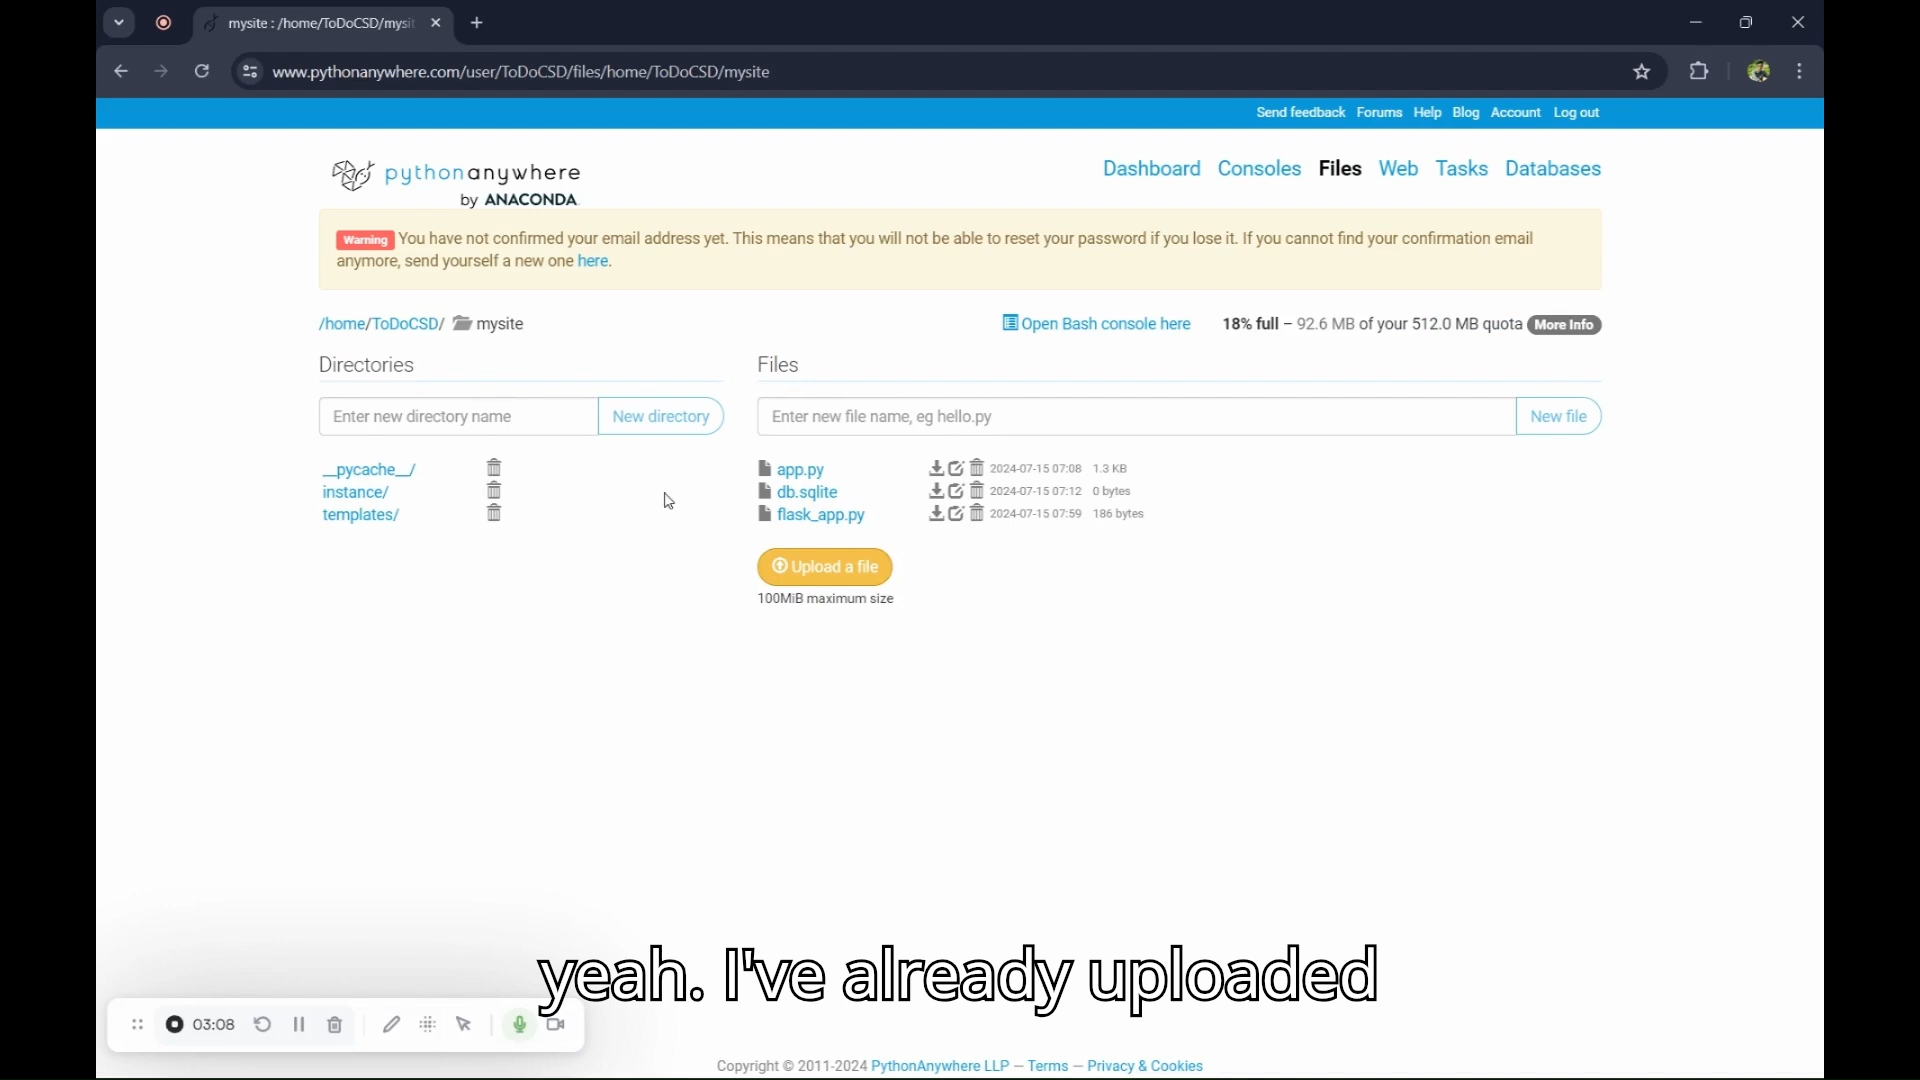 mysite : /home/ToDoCSD/mysit
www.pythonanywhere.com/user/ToDoCSD/files/home/ToDoCSD/mysite
Send feedback Forums Help Blog Account Log out
pythonanywhere
by ANACONDA
Dashboard Consoles Files Web Tasks Databases
Warning You have not confirmed your email address yet. This means that you will not be able to reset your password if you lose it. If you cannot find your confirmation email
anymore, send yourself a new one here.
/home/ToDoCSD/ mysite
Open Bash console here 18% full – 92.6 MB of your 512.0 MB quota More Info
Directories
Enter new directory name New directory
__pycache__/
instance/
templates/
Files
Enter new file name, eg hello.py New file
app.py 2024-07-15 07:08 1.3 KB
db.sqlite 2024-07-15 07:12 0 bytes
flask_app.py 2024-07-15 07:59 186 bytes
Upload a file
100MiB maximum size
yeah. I've already uploaded
03:08
Copyright © 2011-2024 PythonAnywhere LLP — Terms — Privacy & Cookies